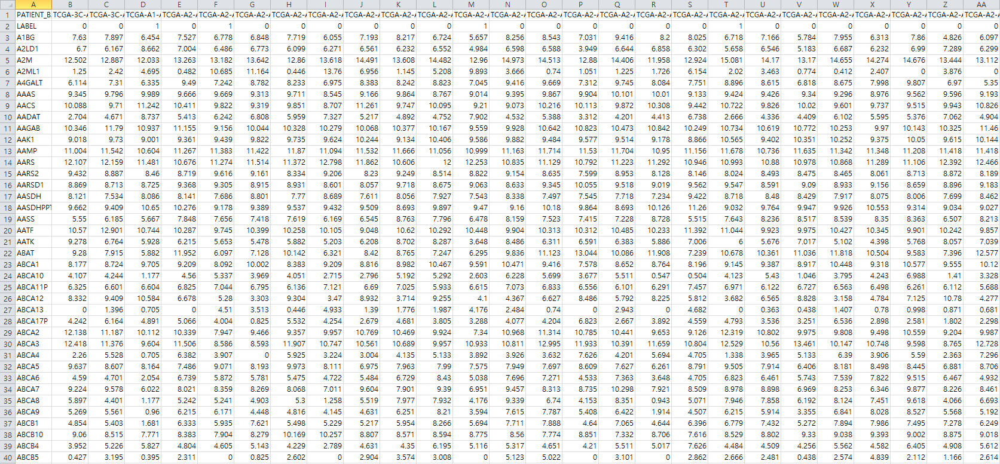 A B C D E F G H I J K L M N O P Q R S T U V W X Y Z AA
1 PATIENT_B TCGA-3C-A TCGA-3C-A TCGA-A1-A TCGA-A2-A TCGA-A2-A TCGA-A2-A TCGA-A2-A TCGA-A2-A TCGA-A2-A TCGA-A2-A TCGA-A2-A TCGA-A2-A TCGA-A2-A TCGA-A2-A TCGA-A2-A TCGA-A2-A TCGA-A2-A TCGA-A2-A TCGA-A2-A TCGA-A2-A TCGA-A2-A TCGA-A2-A TCGA-A2-A TCGA-A2-A TCGA-A2-A TCGA-A2-A
2 LABEL 0 0 1 0 1 0 0 0 0 0 0 1 0 0 0 0 0 0 1 0 0 0 0 0 0 0
3 A1BG 7.63 7.897 6.454 7.527 6.778 6.848 7.719 6.055 7.193 8.217 6.724 5.657 8.256 8.543 7.031 9.416 8.2 8.025 6.718 7.166 5.784 7.955 6.313 7.86 4.826 6.097
4 A2LD1 6.7 6.167 8.662 7.004 6.486 6.773 6.099 6.271 6.561 6.232 6.552 4.984 6.598 6.588 3.949 6.644 6.858 6.302 5.658 6.546 5.183 6.687 6.232 6.99 7.289 6.299
5 A2M 12.502 12.887 12.033 13.263 13.182 13.642 12.86 13.618 14.491 13.608 14.482 12.96 14.973 14.513 12.88 14.406 11.958 12.924 15.081 14.17 13.17 14.655 14.274 14.676 13.444 13.112
6 A2ML1 1.25 2.42 4.695 0.482 10.685 11.164 0.446 13.76 6.956 1.145 5.208 9.893 3.666 0.74 1.051 1.225 1.726 6.154 2.02 3.463 0.774 0.412 2.407 0 3.876 0
7 A4GALT 6.114 7.31 6.335 9.49 7.242 8.782 8.233 6.975 8.383 8.242 8.823 7.045 9.416 9.669 7.312 9.745 8.084 7.751 8.896 8.615 6.818 8.675 7.998 9.807 6.97 5.35
8 AAAS 9.345 9.796 9.989 9.666 9.669 9.313 9.711 8.545 9.166 9.864 8.767 9.014 9.395 9.867 9.904 10.101 10.01 9.133 9.424 9.426 9.34 9.296 8.976 9.562 9.596 9.193
9 AACS 10.088 9.71 11.242 10.411 9.822 9.319 9.851 8.707 11.261 9.747 10.095 9.21 9.073 10.216 10.113 9.872 10.308 9.442 10.722 9.826 10.02 9.601 9.737 9.515 9.943 10.826
10 AADAT 2.704 4.671 8.737 5.413 6.242 6.808 5.959 7.327 5.217 4.892 4.752 7.902 4.532 5.388 3.312 4.201 4.413 6.738 2.666 4.336 4.409 6.102 5.595 5.376 7.062 4.904
11 AAGAB 10.346 11.79 10.937 11.155 9.156 10.044 10.328 10.279 10.068 10.377 10.167 9.559 9.928 10.642 10.823 10.473 10.842 10.249 10.734 10.619 10.772 10.253 9.97 10.143 10.325 11.46
12 AAK1 9.018 9.73 9.001 9.361 9.439 9.822 9.735 9.624 10.244 9.134 10.406 9.586 9.882 9.484 9.577 9.514 9.178 8.866 10.565 9.402 10.351 10.252 9.375 10.05 9.615 10.144
13 AAMP 11.004 11.542 10.604 11.267 11.383 11.422 11.87 11.094 11.532 11.666 11.056 10.999 11.163 11.714 11.53 11.704 10.95 11.156 11.678 10.736 11.635 11.342 11.348 11.208 11.418 11.418
14 AARS 12.107 12.159 11.481 10.676 11.274 11.514 11.372 12.798 11.862 10.606 12 12.253 10.835 11.129 10.792 11.223 11.292 10.946 10.993 10.88 10.978 10.868 11.289 11.106 12.392 12.466
15 AARS2 9.432 8.887 8.46 8.719 9.616 9.161 8.334 9.206 8.23 9.249 8.514 8.822 9.154 8.635 7.599 8.953 8.128 8.146 8.024 8.493 8.475 8.465 8.061 8.713 8.872 8.189
16 AARSD1 8.869 8.713 8.725 9.368 9.305 8.915 8.931 8.601 8.057 9.718 8.675 9.063 8.633 9.345 10.055 9.518 9.019 9.562 9.547 8.591 9.09 8.933 9.156 8.659 8.896 9.183
17 AASDH 8.121 7.534 8.086 8.141 7.686 8.801 7.77 8.689 7.611 8.056 7.927 7.543 8.338 7.497 7.545 7.718 7.234 9.422 8.718 8.48 8.429 7.917 8.075 8.006 7.699 8.462
18 AASDHPPT 9.662 9.409 10.65 10.276 9.178 9.389 9.537 9.432 9.509 8.693 9.897 9.47 9.16 10.18 9.864 8.693 10.126 11.26 9.032 9.764 9.947 9.926 10.553 9.314 9.034 9.027
19 AASS 5.55 6.185 5.667 7.848 7.656 7.418 7.619 6.169 6.545 8.763 7.796 6.478 8.159 7.523 7.415 7.228 8.728 5.515 7.643 8.236 8.517 8.539 8.35 8.363 6.507 8.213
20 AATF 10.57 12.901 10.744 10.287 9.745 10.399 10.258 10.105 9.048 10.62 10.292 10.448 9.904 10.313 10.312 10.485 10.233 11.392 11.044 9.923 9.975 10.427 10.345 9.901 10.242 9.857
21 AATK 9.278 6.764 5.928 6.215 5.653 5.478 5.882 5.203 6.208 8.702 8.287 3.648 8.486 6.311 6.591 6.383 5.886 7.006 6 5.676 7.017 5.102 4.398 5.768 8.057 7.039
22 ABAT 9.28 7.915 5.882 11.952 6.097 7.128 10.142 6.321 8.42 8.765 7.247 6.295 9.836 11.123 13.044 10.086 11.908 7.239 10.678 10.361 11.036 11.818 10.504 9.583 7.396 12.577
23 ABCA1 8.177 8.724 9.705 9.209 8.092 10.002 8.383 9.209 8.816 8.982 10.467 9.591 10.471 9.416 7.578 8.652 8.764 8.196 9.145 9.387 8.917 10.448 9.318 10.577 9.555 10.12
24 ABCA10 4.107 4.244 1.177 4.56 5.337 3.969 4.051 2.715 2.796 5.192 5.292 2.603 6.228 5.699 3.677 5.511 0.547 0.504 4.123 5.43 1.046 3.795 4.243 6.988 1.41 3.328
25 ABCA11P 6.325 6.601 6.604 6.825 7.044 6.795 6.136 7.121 6.69 7.025 5.933 6.615 7.073 6.833 6.556 6.101 6.291 7.457 6.971 6.122 6.727 6.563 6.498 6.261 6.112 5.688
26 ABCA12 8.332 9.409 10.584 6.678 5.28 3.303 9.304 3.47 8.932 3.714 9.255 4.1 4.367 6.627 8.486 5.792 8.225 5.812 3.682 6.565 8.828 3.158 4.784 7.125 10.78 4.277
27 ABCA13 0 1.396 0.705 0 4.51 3.513 0.446 4.933 1.39 1.776 1.987 4.176 2.484 0.74 0 2.943 0 4.682 0 0.363 0.438 1.407 0.78 0.998 0.871 0.681
28 ABCA17P 4.242 6.164 4.891 5.066 4.004 0.825 5.532 4.254 2.679 4.681 3.805 3.288 4.077 4.204 6.823 2.667 3.892 4.559 4.793 3.536 3.251 6.536 2.898 2.581 1.802 2.298
29 ABCA2 12.138 11.187 10.112 10.339 7.947 9.466 9.357 9.957 10.769 10.469 9.924 7.34 10.968 11.314 10.785 10.441 9.653 9.126 12.319 10.802 9.975 9.808 9.498 10.559 9.204 9.987
30 ABCA3 12.418 11.376 9.604 11.506 8.586 8.593 11.907 10.747 10.561 10.689 9.957 10.933 10.811 12.995 11.933 10.391 11.659 10.804 12.529 10.56 13.461 10.147 10.748 9.598 8.765 12.728
31 ABCA4 2.26 5.528 0.705 6.382 3.907 0 5.925 3.224 3.004 4.135 5.133 3.892 3.926 3.632 7.626 4.201 5.694 4.705 1.338 3.965 5.133 6.39 3.906 5.59 2.363 7.296
32 ABCA5 9.637 8.607 8.164 7.486 9.071 8.193 9.973 8.111 6.975 7.963 7.99 7.575 7.949 7.697 8.609 7.627 6.261 8.791 9.505 7.914 6.406 8.181 8.498 8.445 6.881 8.706
33 ABCA6 4.59 4.701 2.054 6.739 5.872 5.781 5.475 4.722 5.484 6.729 8.43 5.038 7.696 7.271 4.533 7.363 3.648 4.705 6.823 6.461 5.743 7.539 7.822 9.515 6.467 4.932
34 ABCA7 9.224 9.578 6.022 8.021 8.359 8.269 8.068 7.011 9.604 7.901 9.39 6.951 9.457 8.313 8.735 10.298 7.921 8.509 8.978 8.898 6.969 8.253 6.346 9.877 8.226 8.461
35 ABCA8 5.897 4.401 1.177 5.242 5.241 4.903 5.3 1.258 5.519 7.977 7.932 4.176 9.339 6.74 4.153 8.351 0.943 5.071 7.946 7.858 6.192 8.124 7.451 9.618 4.066 6.693
36 ABCA9 5.269 5.561 0.96 6.215 6.171 4.448 4.816 4.145 4.631 6.251 8.21 3.594 7.615 7.787 5.408 6.422 1.914 4.507 6.215 5.914 3.355 6.841 8.028 8.527 5.568 5.192
37 ABCB1 4.854 5.403 1.681 6.333 5.935 7.621 5.498 5.229 5.217 5.954 8.266 5.694 7.711 7.888 4.64 7.065 4.644 6.396 6.779 7.432 5.272 7.894 7.986 7.495 7.278 6.249
38 ABCB10 9.06 8.515 7.771 8.383 7.904 8.279 10.169 10.257 8.807 8.571 8.594 8.775 8.56 7.774 8.851 7.332 8.706 7.616 8.529 8.802 9.33 9.038 9.393 9.002 8.875 9.018
39 ABCB4 3.952 5.226 5.827 4.804 4.605 5.143 4.229 2.789 4.631 4.35 6.195 5.116 5.317 4.651 4.21 5.511 5.017 7.626 4.484 4.509 4.256 5.562 4.582 6.405 4.908 5.612
40 ABCB5 0.427 3.195 0.395 2.311 0 0.825 2.602 0 2.904 3.574 3.008 0 5.123 5.022 0 3.101 0 2.862 2.666 2.481 0.438 2.574 4.839 2.112 1.166 2.614